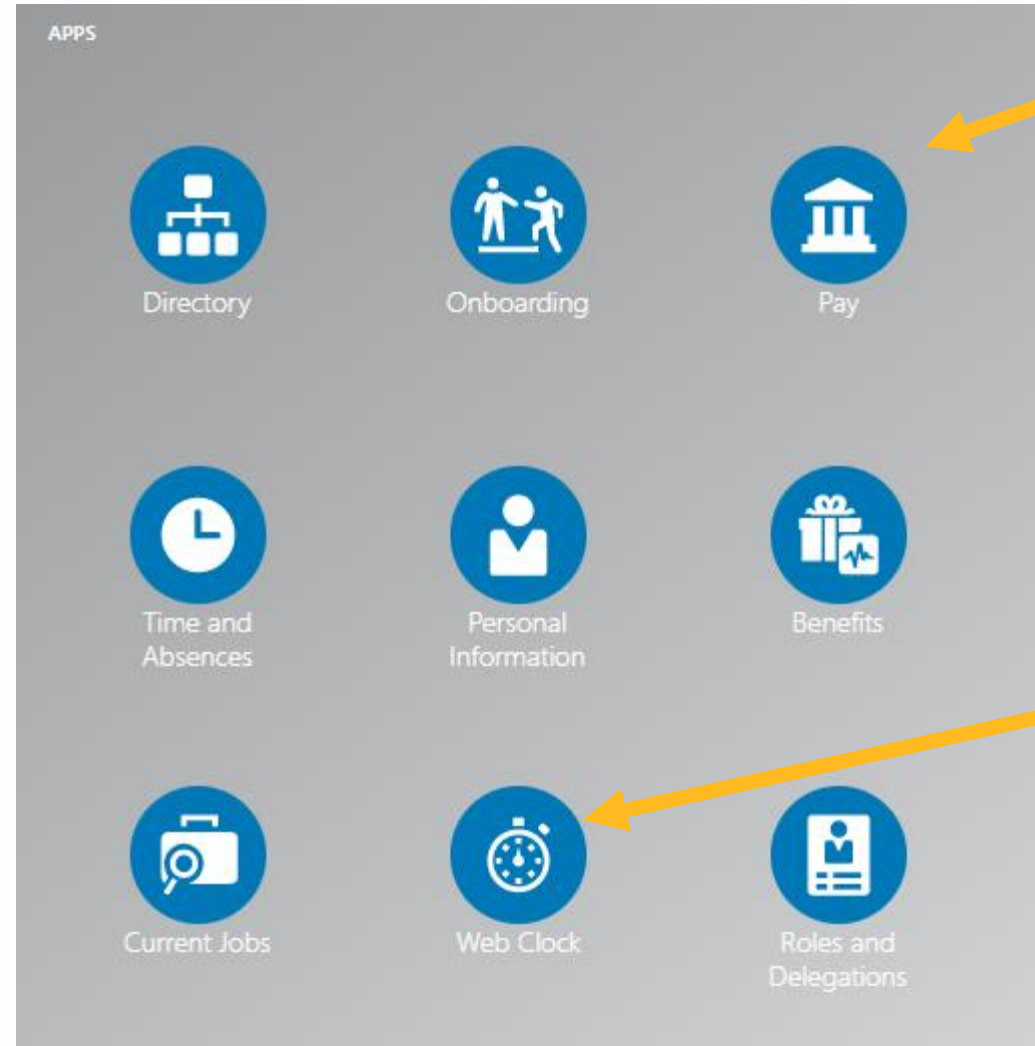 APPS
Directory
Onboarding
Pay
Time and
Absences
Personal
Information
Benefits
Current Jobs
Web Clock
Roles and
Delegations